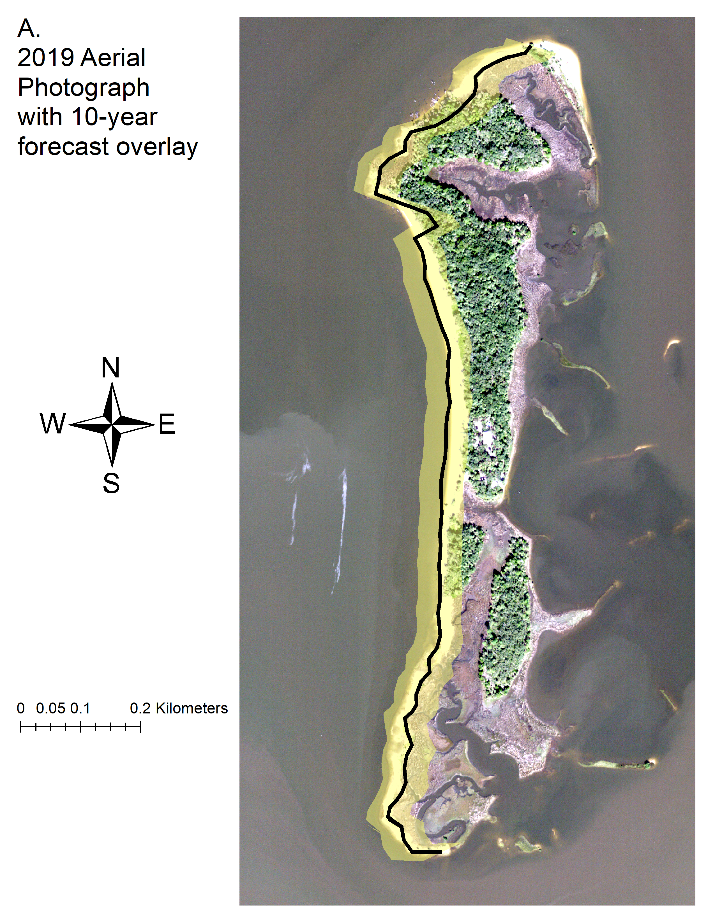 A.
2019 Aerial
Photograph
with 10-year
forecast overlay
N
W E
S
0 0.05 0.1 0.2 Kilometers